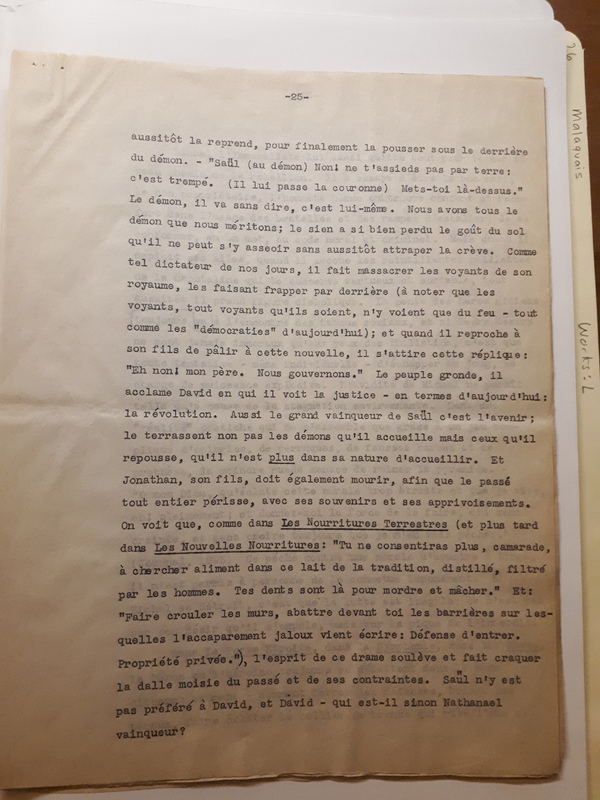 -25-
aussitôt la reprend, pour finalement la pousser sous le derrière
du démon. - "Saül (au démon) Non! ne t'assieds pas par terre:
c'est trempé. (Il lui passe la couronne) Mets-toi là-dessus."
Le démon, il va sans dire, c'est lui-même. Nous avons tous le
démon que nous méritons; le sien a si bien perdu le goût du sol
qu'il ne peut s'y asseoir sans aussitôt attraper la crève. Comme
tel dictateur de nos jours, il fait massacrer les voyants de son
royaume, les faisant frapper par derrière (à noter que les
voyants, tout voyants qu'ils soient, n'y voient que du feu - tout
comme les "démocraties" d'aujourd'hui); et quand il reproche à
son fils de pâlir à cette nouvelle, il s'attire cette réplique:
"Eh non! mon père. Nous gouvernons." Le peuple gronde, il
acclame David en qui il voit la justice - en termes d'aujourd'hui:
la révolution. Aussi le grand vainqueur de Saül c'est l'avenir;
le terrassent non pas les démons qu'il accueille mais ceux qu'il
repousse, qu'il n'est plus dans sa nature d'accueillir. Et
Jonathan, son fils, doit également mourir, afin que le passé
tout entier périsse, avec ses souvenirs et ses apprivoisements.
On voit que, comme dans Les Nourritures Terrestres (et plus tard
dans Les Nouvelles Nourritures: "Tu ne consentiras plus, camarade,
à chercher aliment dans ce lait de la tradition, distillé, filtré
par les hommes. Tes dents sont là pour mordre et mâcher." Et:
"Faire crouler les murs, abattre devant toi les barrières sur les-
quelles l'accaparement jaloux vient écrire: Défense d'entrer.
Propriété privée."), l'esprit de ce drame soulève et fait craquer
la dalle moisie du passé et de ses contraintes. Saül n'y est
pas préféré à David, et David - qui est-il sinon Nathanael
vainqueur?
Malaquais
Works: L